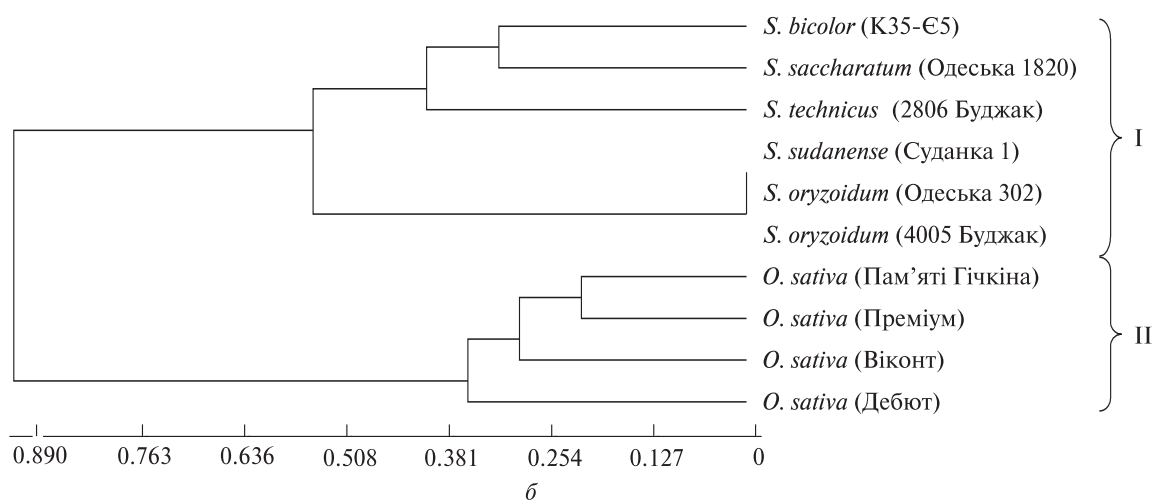 S. bicolor (К35-Є5)
S. saccharatum (Одеська 1820)
S. technicus (2806 Буджак)
S. sudanense (Суданка 1)
S. oryzoidum (Одеська 302)
S. oryzoidum (4005 Буджак)
I
O. sativa (Пам’яті Гічкіна)
O. sativa (Преміум)
O. sativa (Віконт)
O. sativa (Дебют)
II
0.890 0.763 0.636 0.508 0.381 0.254 0.127 0
б